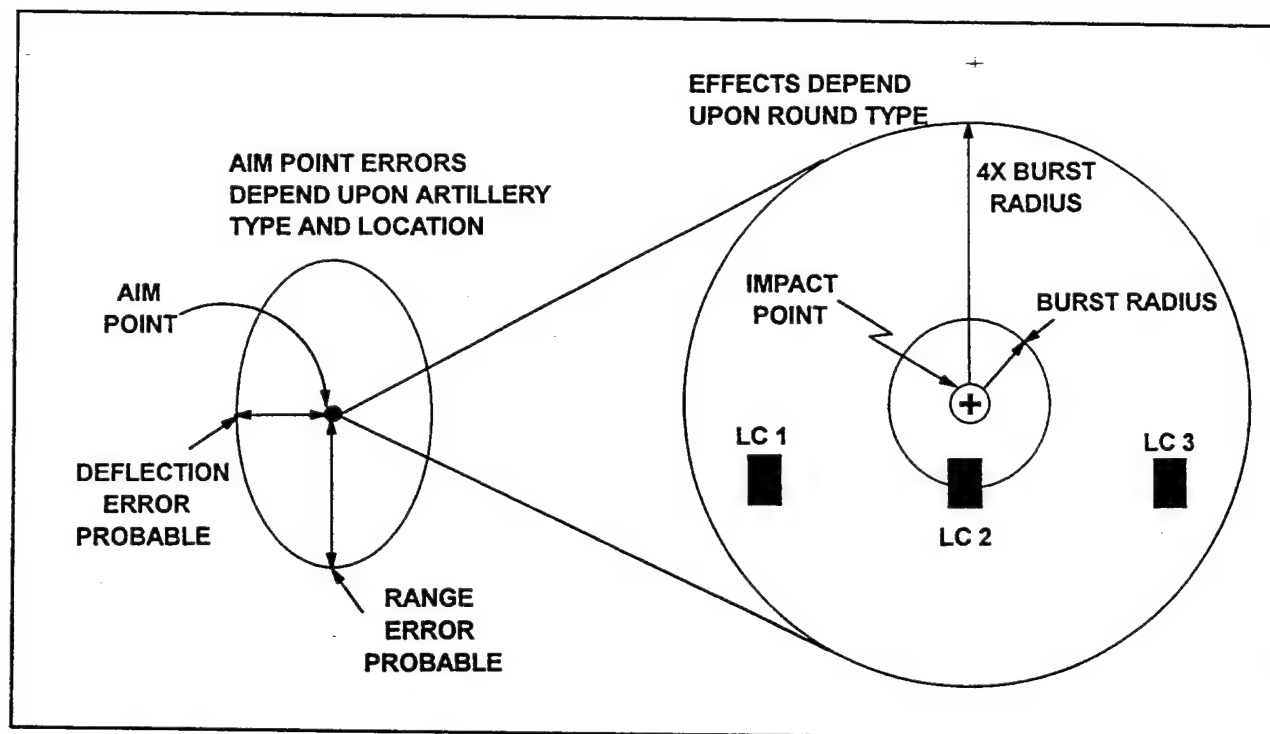 EFFECTS DEPEND
UPON ROUND TYPE
AIM POINT ERRORS
DEPEND UPON ARTILLERY
TYPE AND LOCATION
4X BURST
RADIUS
AIM
POINT
IMPACT
POINT
BURST RADIUS
LC 1
LC 3
LC 2
DEFLECTION
ERROR
PROBABLE
RANGE
ERROR
PROBABLE